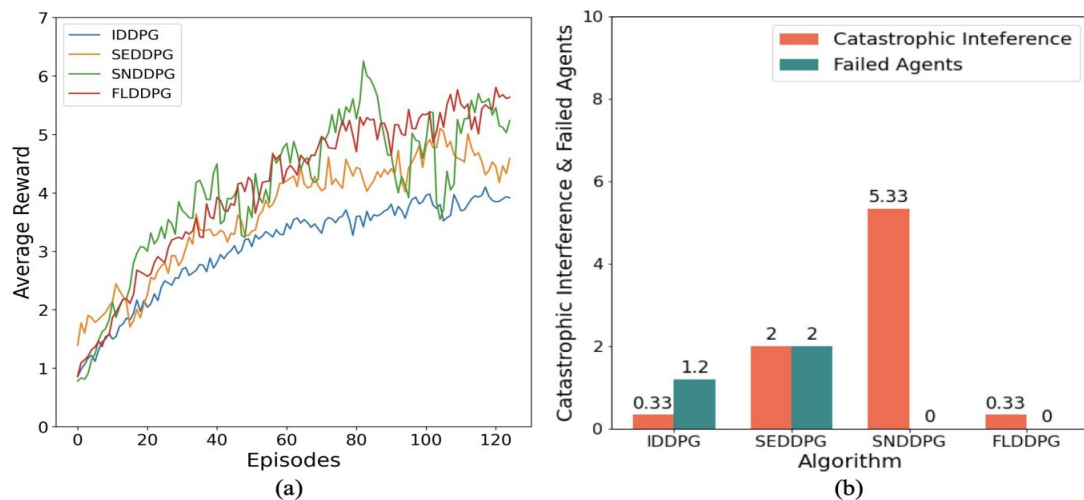 7
6
5
4
3
2
1
0
Average Reward
IDDPG
SEDDPG
SNDDPG
FLDDPG
0 20 40 60 80 100 120
Episodes
(a)
10
8
6
4
2
0
Catastrophic Interference & Failed Agents
Catastrophic Inteference
Failed Agents
0.33 1.2 2 2 5.33 0 0.33 0
IDDPG SEDDPG SNDDPG FLDDPG
Algorithm
(b)